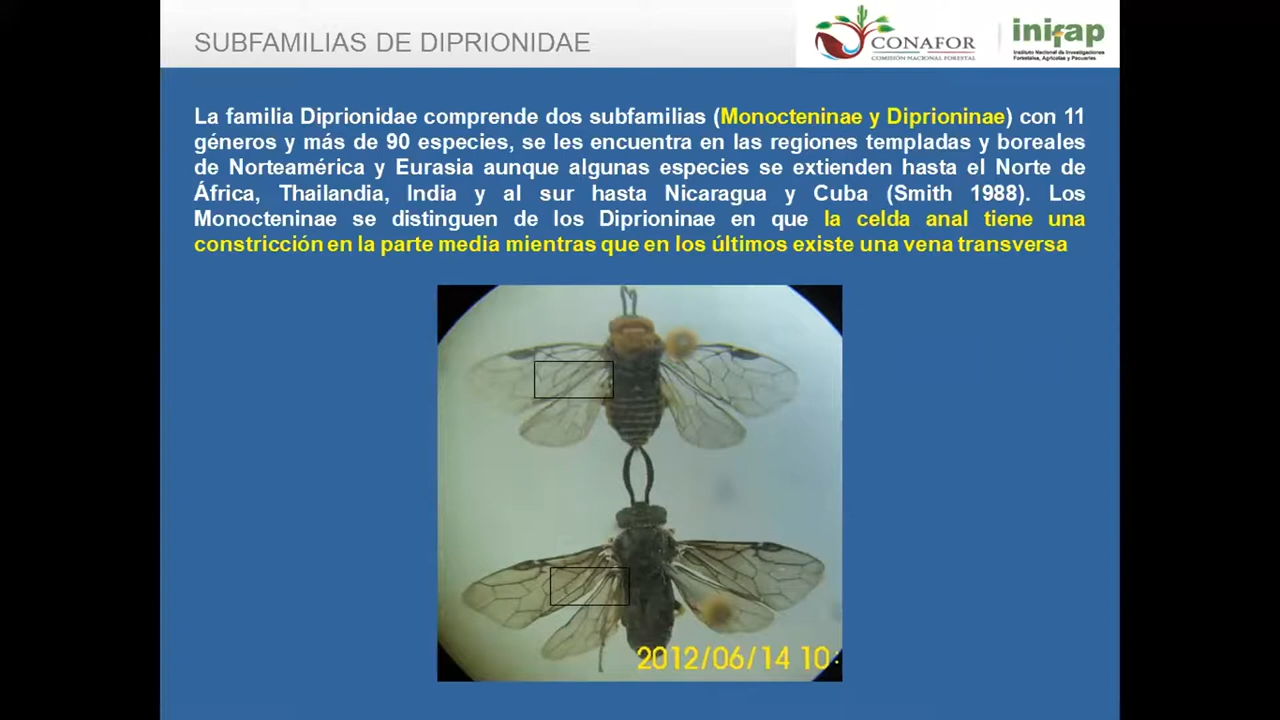 SUBFAMILIAS DE DIPRIONIDAE
CONAFOR
COMISIÓN NACIONAL FORESTAL
inifap
Instituto Nacional de Investigaciones
Forestales, Agrícolas y Pecuarias
La familia Diprionidae comprende dos subfamilias (Monocteninae y Diprioninae) con 11
géneros y más de 90 especies, se les encuentra en las regiones templadas y boreales
de Norteamérica y Eurasia aunque algunas especies se extienden hasta el Norte de
África, Thailandia, India y al sur hasta Nicaragua y Cuba (Smith 1988). Los
Monocteninae se distinguen de los Diprioninae en que la celda anal tiene una
constricción en la parte media mientras que en los últimos existe una vena transversa
2012/06/14 10: